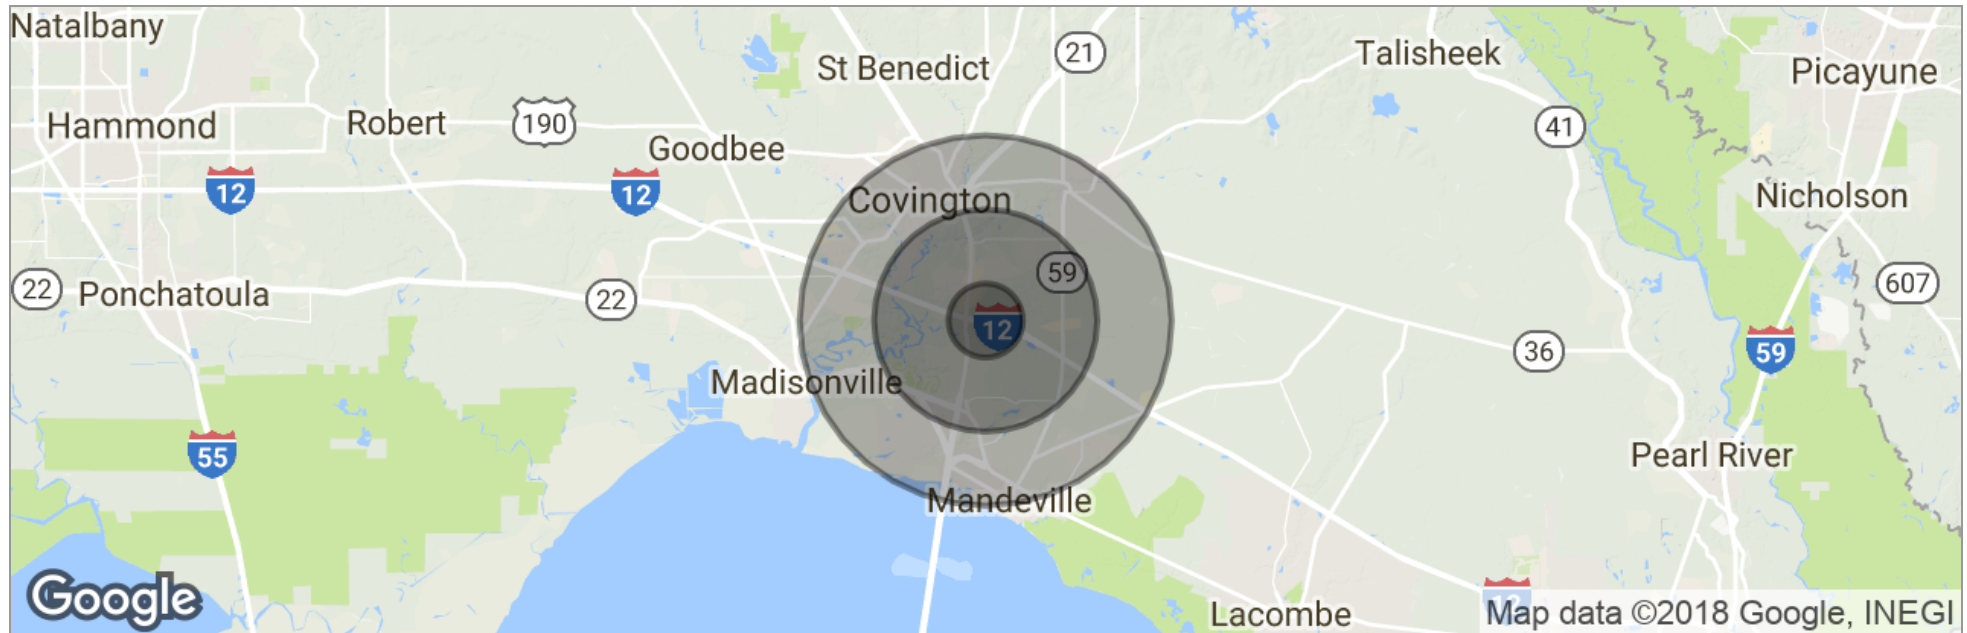 Natalbany
St Benedict
21
Talisheek
Picayune
Hammond
Robert
190
Goodbee
41
12
12
Covington
Nicholson
22
Ponchatoula
22
59
607
12
36
59
Madisonville
55
Pearl River
Mandeville
Google
Lacombe
12
Map data ©2018 Google, INEGI